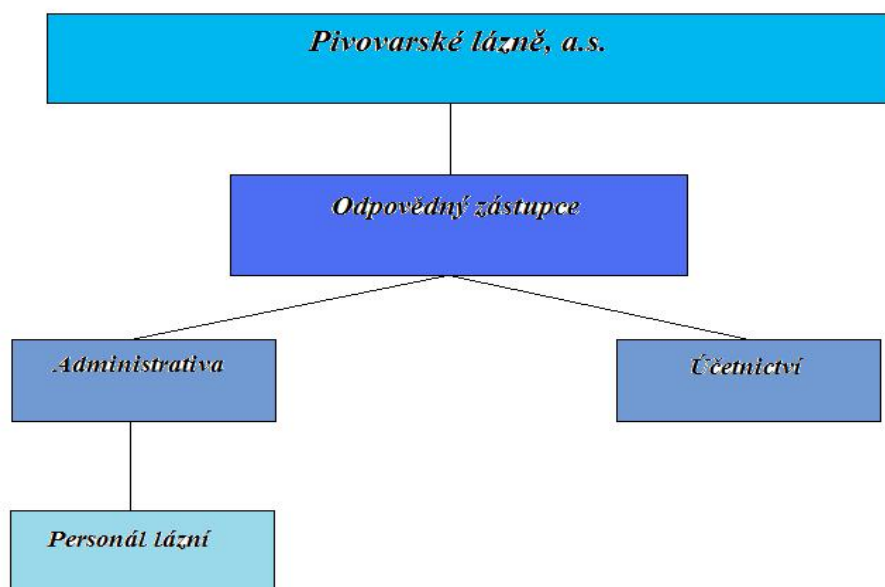 Pivovarské lázně, a.s.
Odpovědný zástupce
Administrativa
Účetnictví
Personál lázní